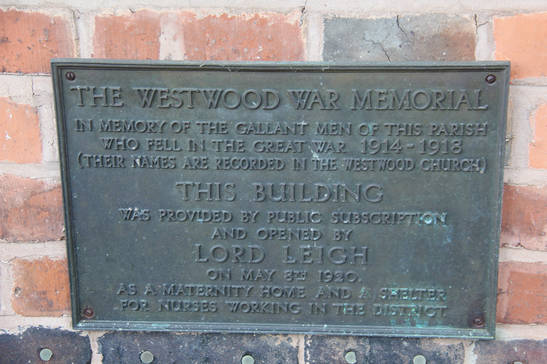 THE WESTWOOD WAR MEMORIAL
IN MEMORY OF THE GALLANT MEN OF THIS PARISH
WHO FELL IN THE GREAT WAR. 1914-1918
(THEIR NAMES ARE RECORDED IN THE WESTWOOD CHURCH)
THIS BUILDING
WAS PROVIDED BY PUBLIC SUBSCRIPTION
AND OPENED BY
LORD LEIGH
ON MAY 8TH 1920.
AS A MATERNITY HOME AND A SHELTER
FOR NURSES WORKING IN THE DISTRICT